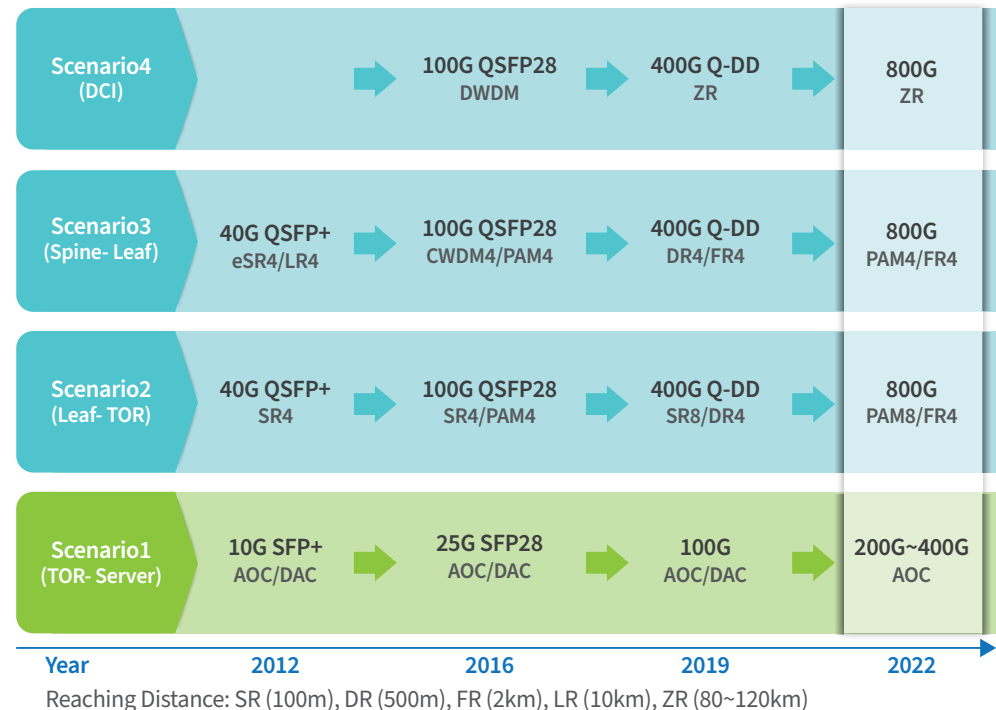 Scenario4
(DCI)
100G QSFP28
DWDM
400G Q-DD
ZR
800G
ZR
Scenario3
(Spine- Leaf)
40G QSFP+
eSR4/LR4
100G QSFP28
CWDM4/PAM4
400G Q-DD
DR4/FR4
800G
PAM4/FR4
Scenario2
(Leaf- TOR)
40G QSFP+
SR4
100G QSFP28
SR4/PAM4
400G Q-DD
SR8/DR4
800G
PAM8/FR4
Scenario1
(TOR- Server)
10G SFP+
AOC/DAC
25G SFP28
AOC/DAC
100G
AOC/DAC
200G~400G
AOC
Year 2012 2016 2019 2022
Reaching Distance: SR (100m), DR (500m), FR (2km), LR (10km), ZR (80~120km)